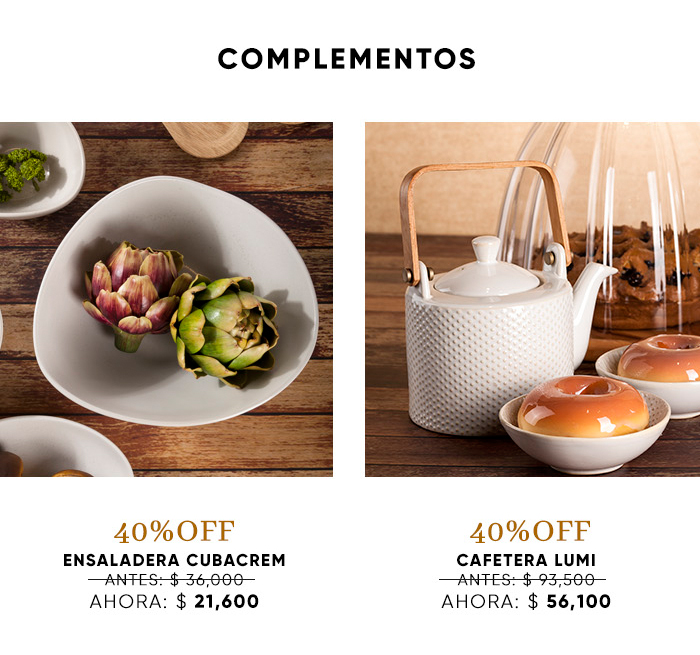 COMPLEMENTOS
40%OFF
ENSALADERA CUBACREM
ANTES: $ 36,000
AHORA: $ 21,600
40%OFF
CAFETERA LUMI
ANTES: $ 93,500
AHORA: $ 56,100